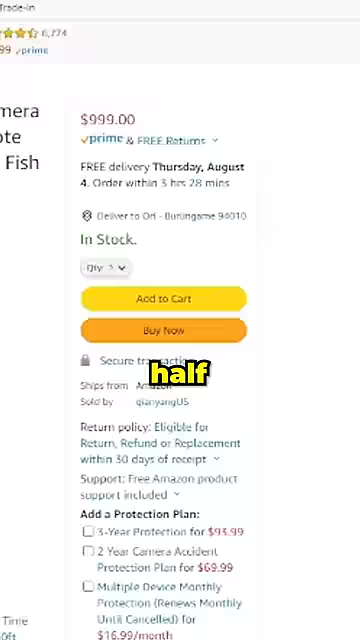 Trade-In
6,774
99 prime
mera
ote
Fish
$999.00
prime & FREE Returns
FREE delivery Thursday, August
4. Order within 3 hrs 28 mins
Deliver to Ori - Burlingame 94010
In Stock.
Qty:
Add to Cart
Buy Now
Secure transaction
half
Ships from Amazon
Sold by qianyangUS
Return policy: Eligible for
Return, Refund or Replacement
within 30 days of receipt
Support: Free Amazon product
support included
Add a Protection Plan:
3-Year Protection for $93.99
2 Year Camera Accident
Protection Plan for $69.99
Multiple Device Monthly
Protection (Renews Monthly
Until Cancelled) for
$16.99/month
Time
50ft